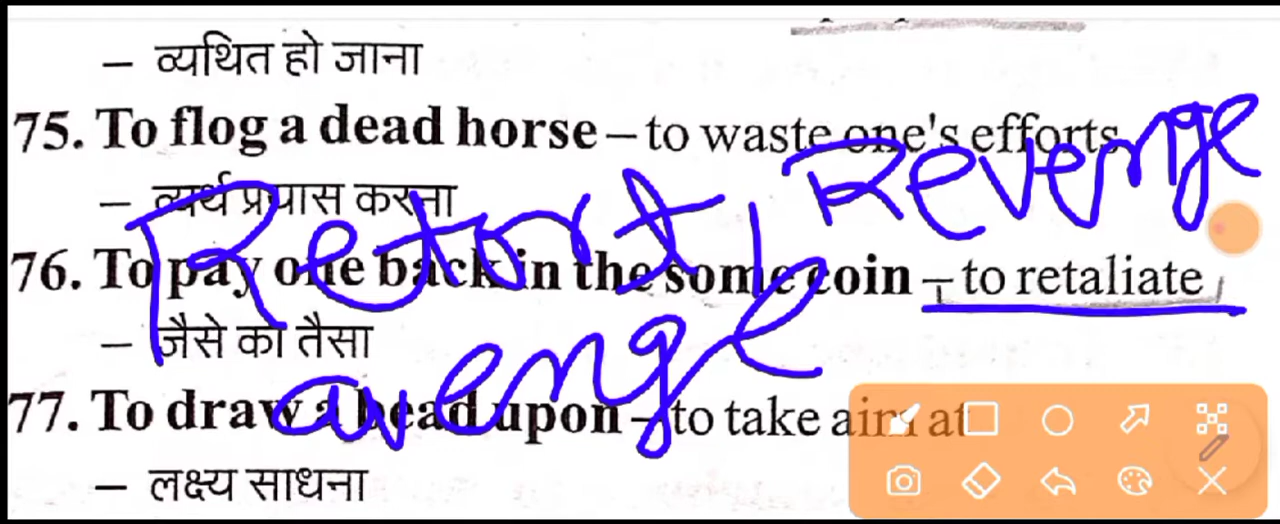 – व्यथित हो जाना
75. To flog a dead horse – to waste one's efforts
– व्यर्थ प्रयास करना
Retort, Revenge
76. To pay one back in the some coin – to retaliate
– जैसे को तैसा
avenge
77. To draw a bead upon – to take aim at
– लक्ष्य साधना